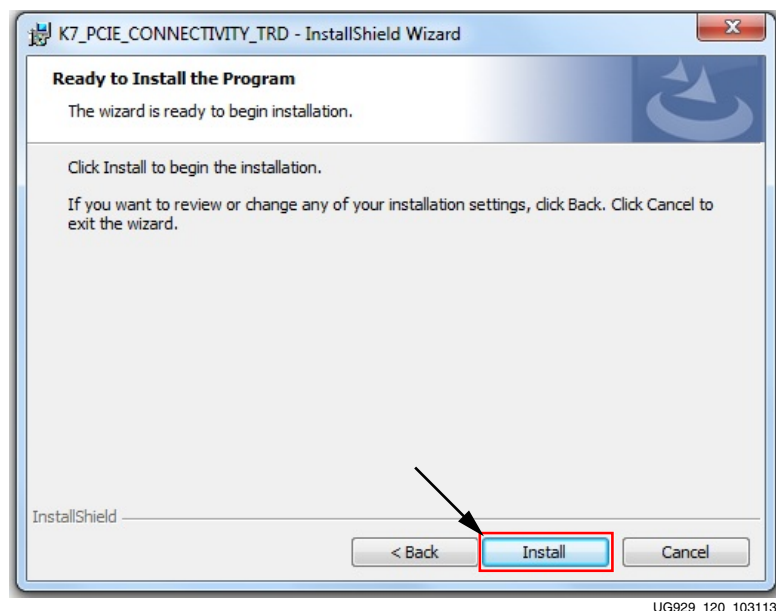 K7_PCIE_CONNECTIVITY_TRD - InstallShield Wizard
Ready to Install the Program
The wizard is ready to begin installation.
Click Install to begin the installation.
If you want to review or change any of your installation settings, click Back. Click Cancel to
exit the wizard.
InstallShield
< Back Install Cancel
UG929_120_103113